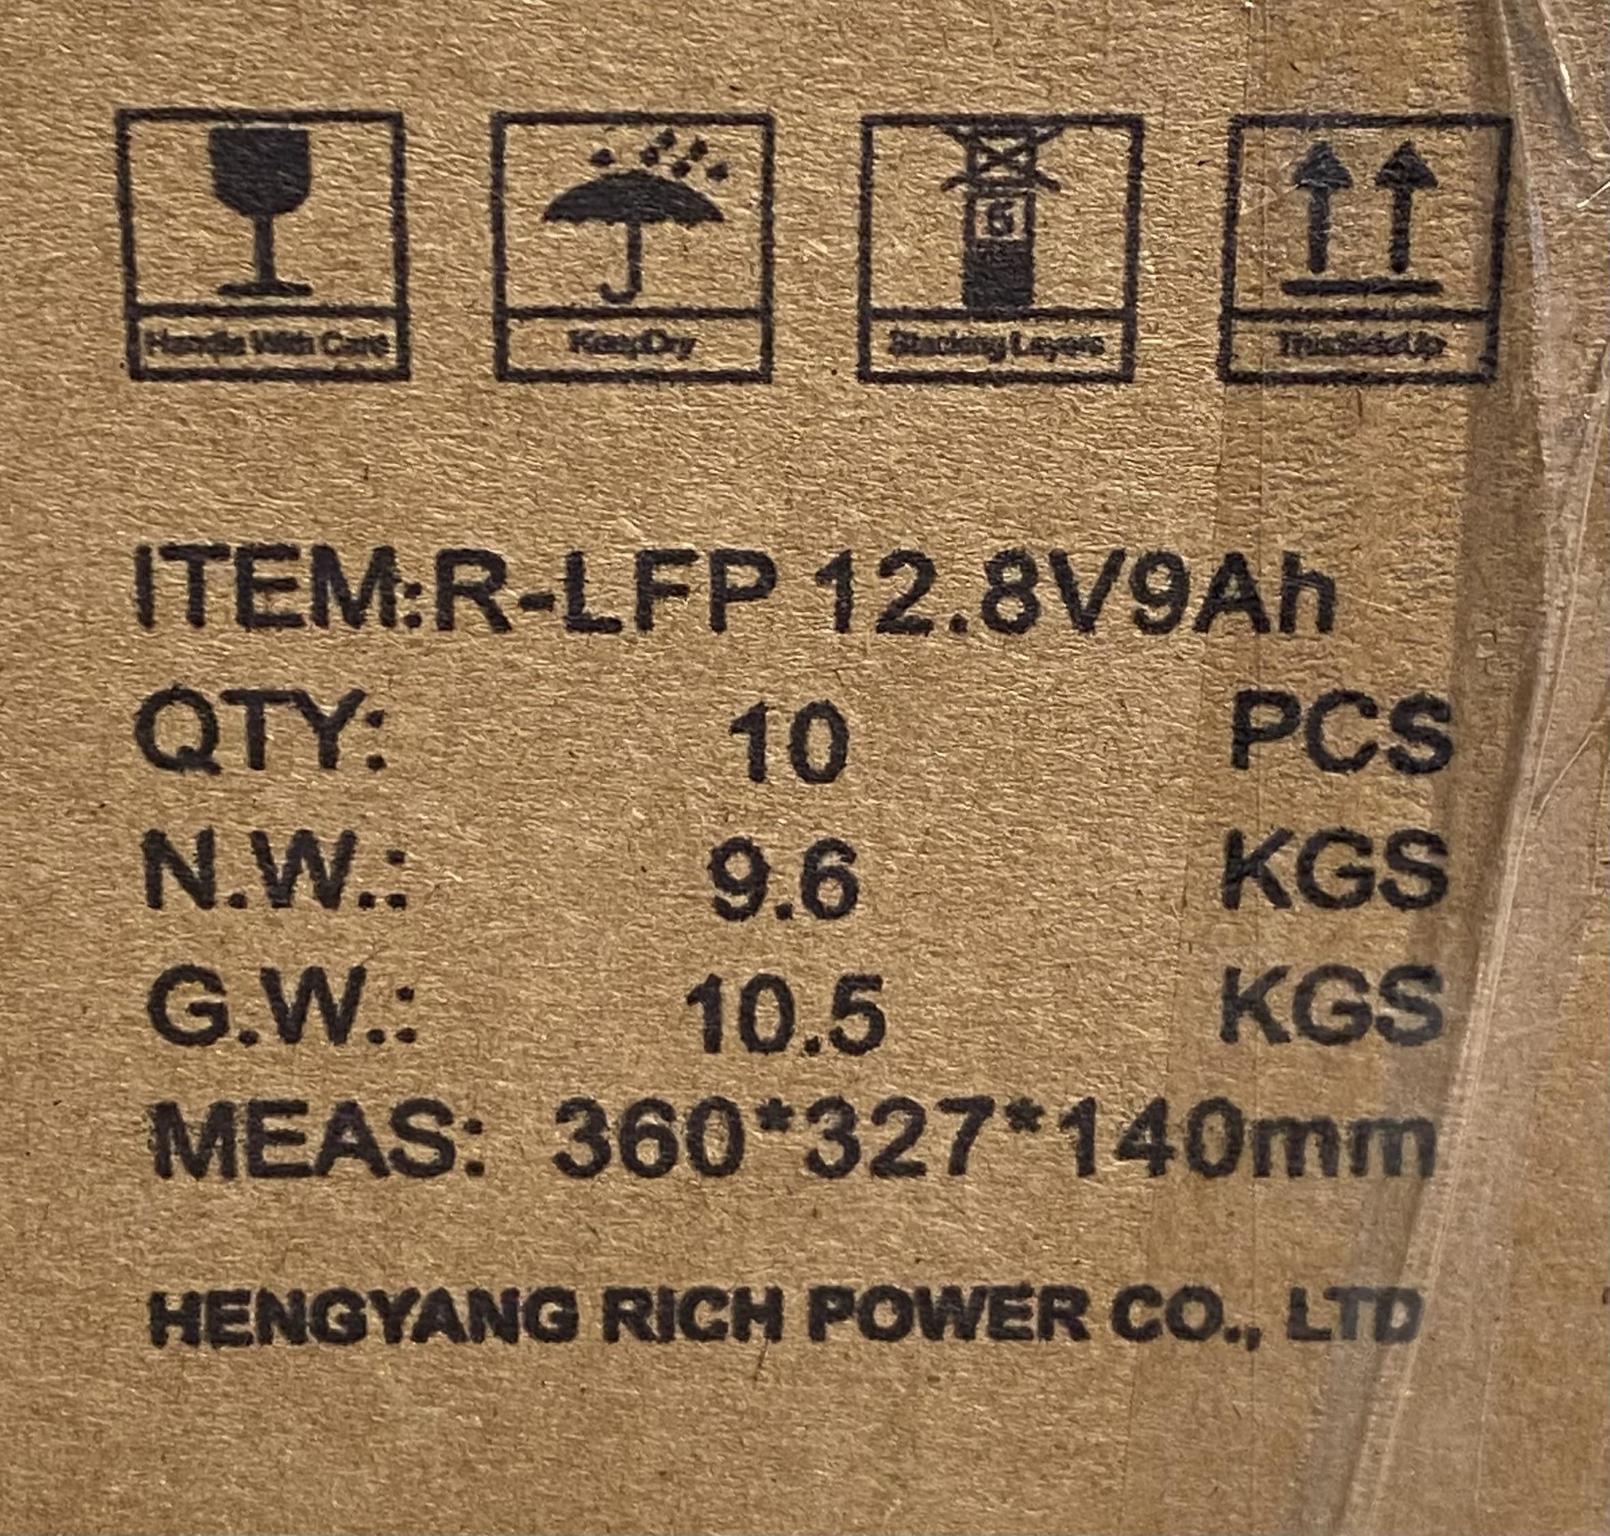 Handle With Care
KeepDry
6
Stacking Layers
ThisSideUp
ITEM:R-LFP 12.8V9Ah
QTY: 10 PCS
N.W.: 9.6 KGS
G.W.: 10.5 KGS
MEAS: 360*327*140mm
HENGYANG RICH POWER CO., LTD